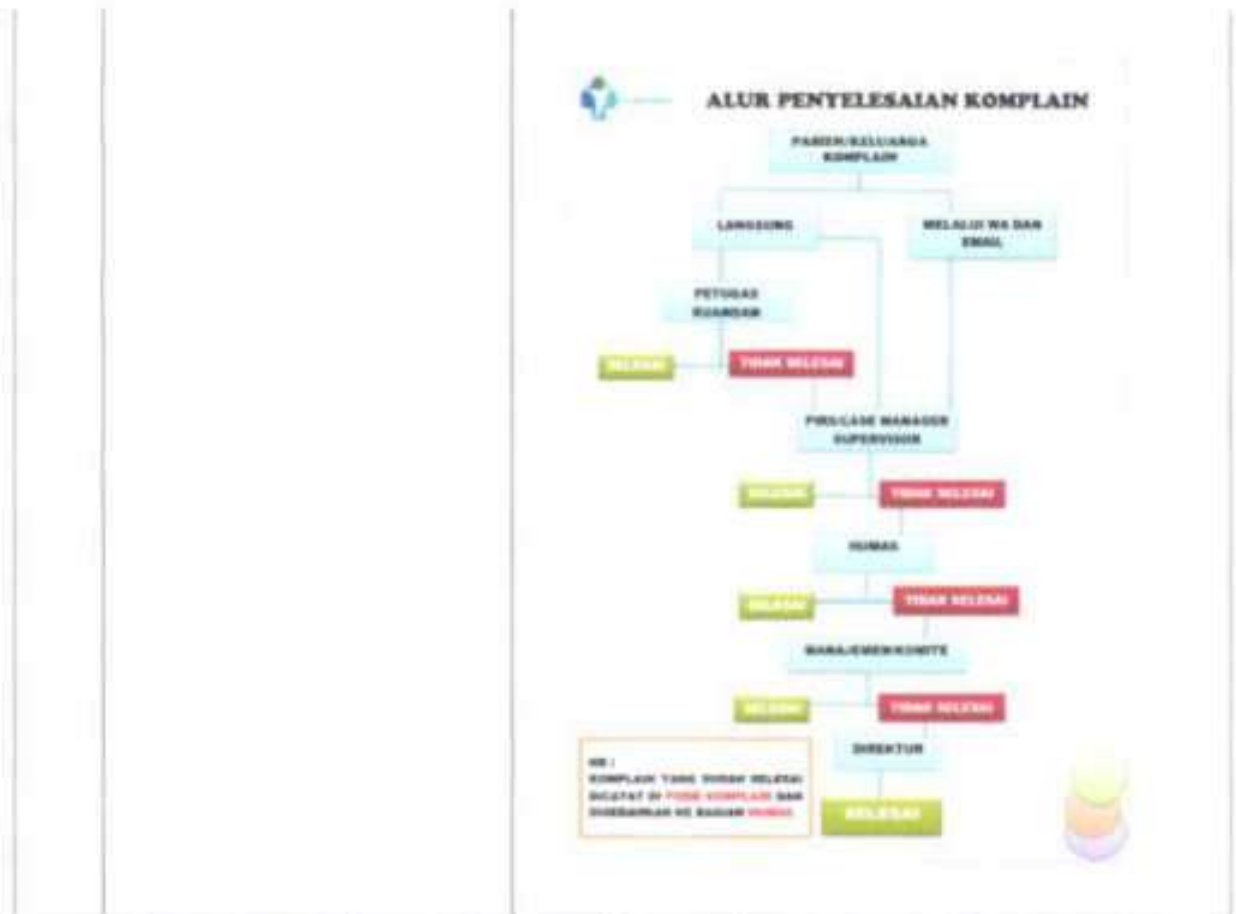 ALUR PENYELESAIAN KOMPLAIN
PASIEN/KELUARGA
KOMPLAIN
LANGSUNG
MELALUI WA DAN
EMAIL
PETUGAS
RUANGAN
SELESAI
TIDAK SELESAI
MANAGER
SUPERVISOR
SELESAI
TIDAK SELESAI
HUMAS
SELESAI
TIDAK SELESAI
MANAJEMEN/KOMITE
SELESAI
TIDAK SELESAI
DIREKTUR
NB :
KOMPLAIN YANG SUDAH SELESAI
DICATAT DI FORM KOMPLAIN DAN
DISERAHKAN KE BAGIAN HUMAS
SELESAI